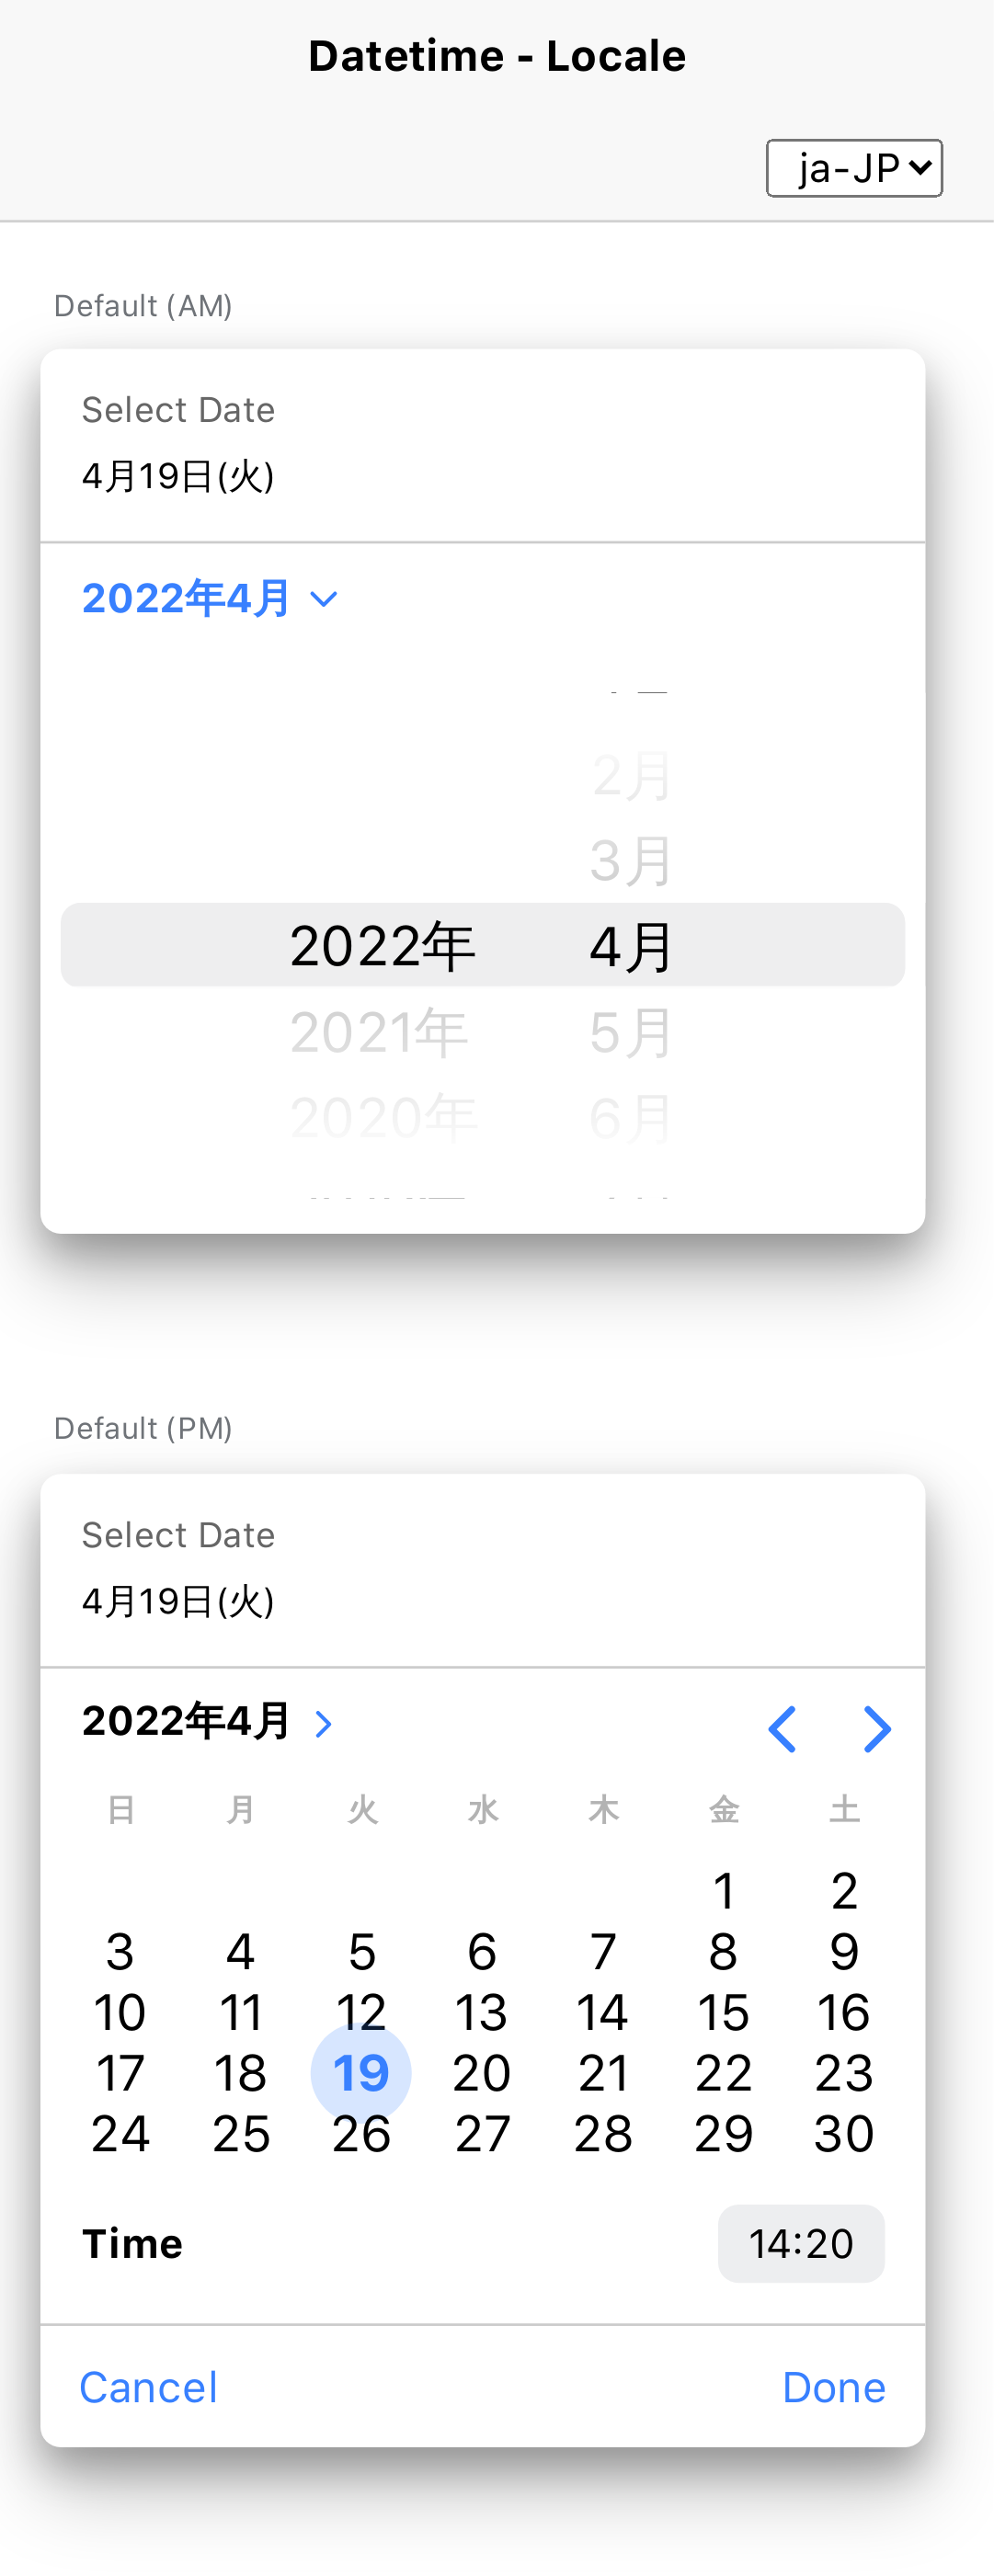 Datetime - Locale
ja-JP
Default (AM)
Select Date
4月19日(火)
2022年4月
2月
3月
2022年 4月
2021年 5月
2020年 6月
Default (PM)
Select Date
4月19日(火)
2022年4月
日 月 火 水 木 金 土
1 2
3 4 5 6 7 8 9
10 11 12 13 14 15 16
17 18 19 20 21 22 23
24 25 26 27 28 29 30
Time 14:20
Cancel Done